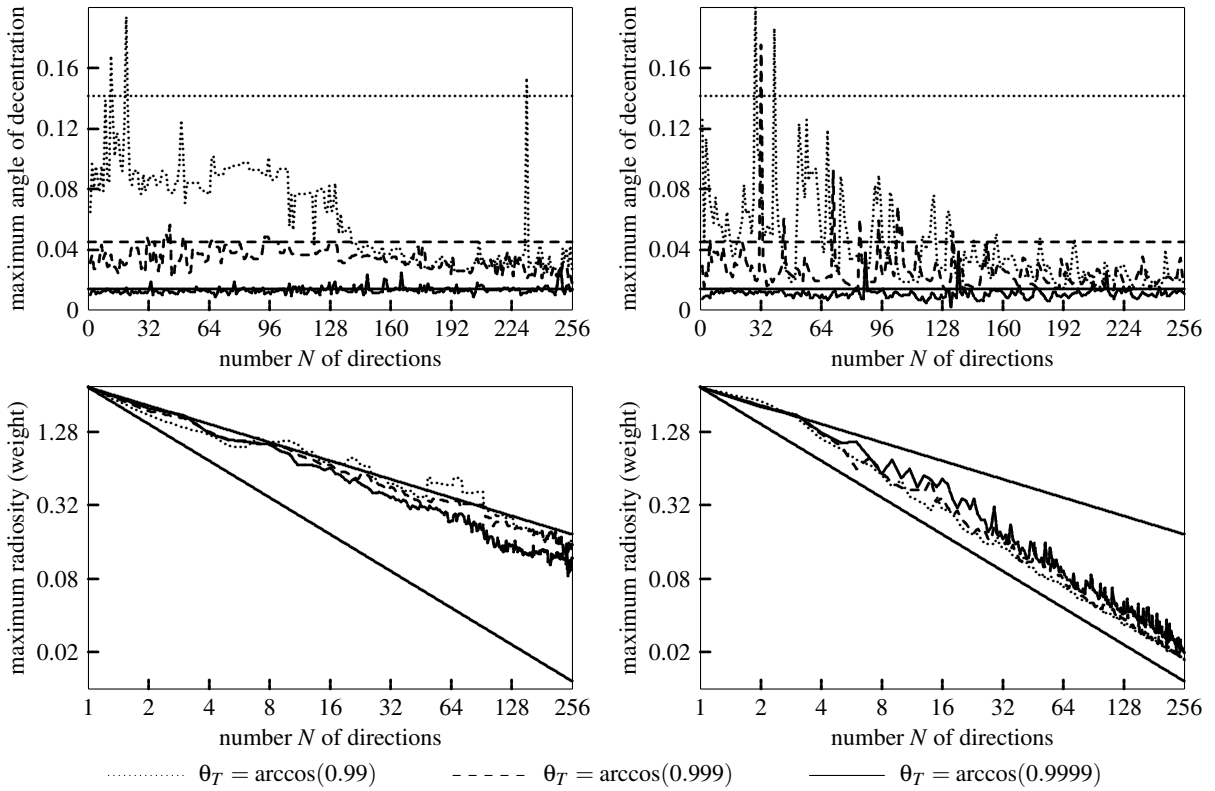 maximum angle of decentration
0.16
0.12
0.08
0.04
0
0 32 64 96 128 160 192 224 256
number N of directions
maximum angle of decentration
0.16
0.12
0.08
0.04
0
0 32 64 96 128 160 192 224 256
number N of directions
maximum radiosity (weight)
1.28
0.32
0.08
0.02
1 2 4 8 16 32 64 128 256
number N of directions
maximum radiosity (weight)
1.28
0.32
0.08
0.02
1 2 4 8 16 32 64 128 256
number N of directions
θT = arccos(0.99)
θT = arccos(0.999)
θT = arccos(0.9999)